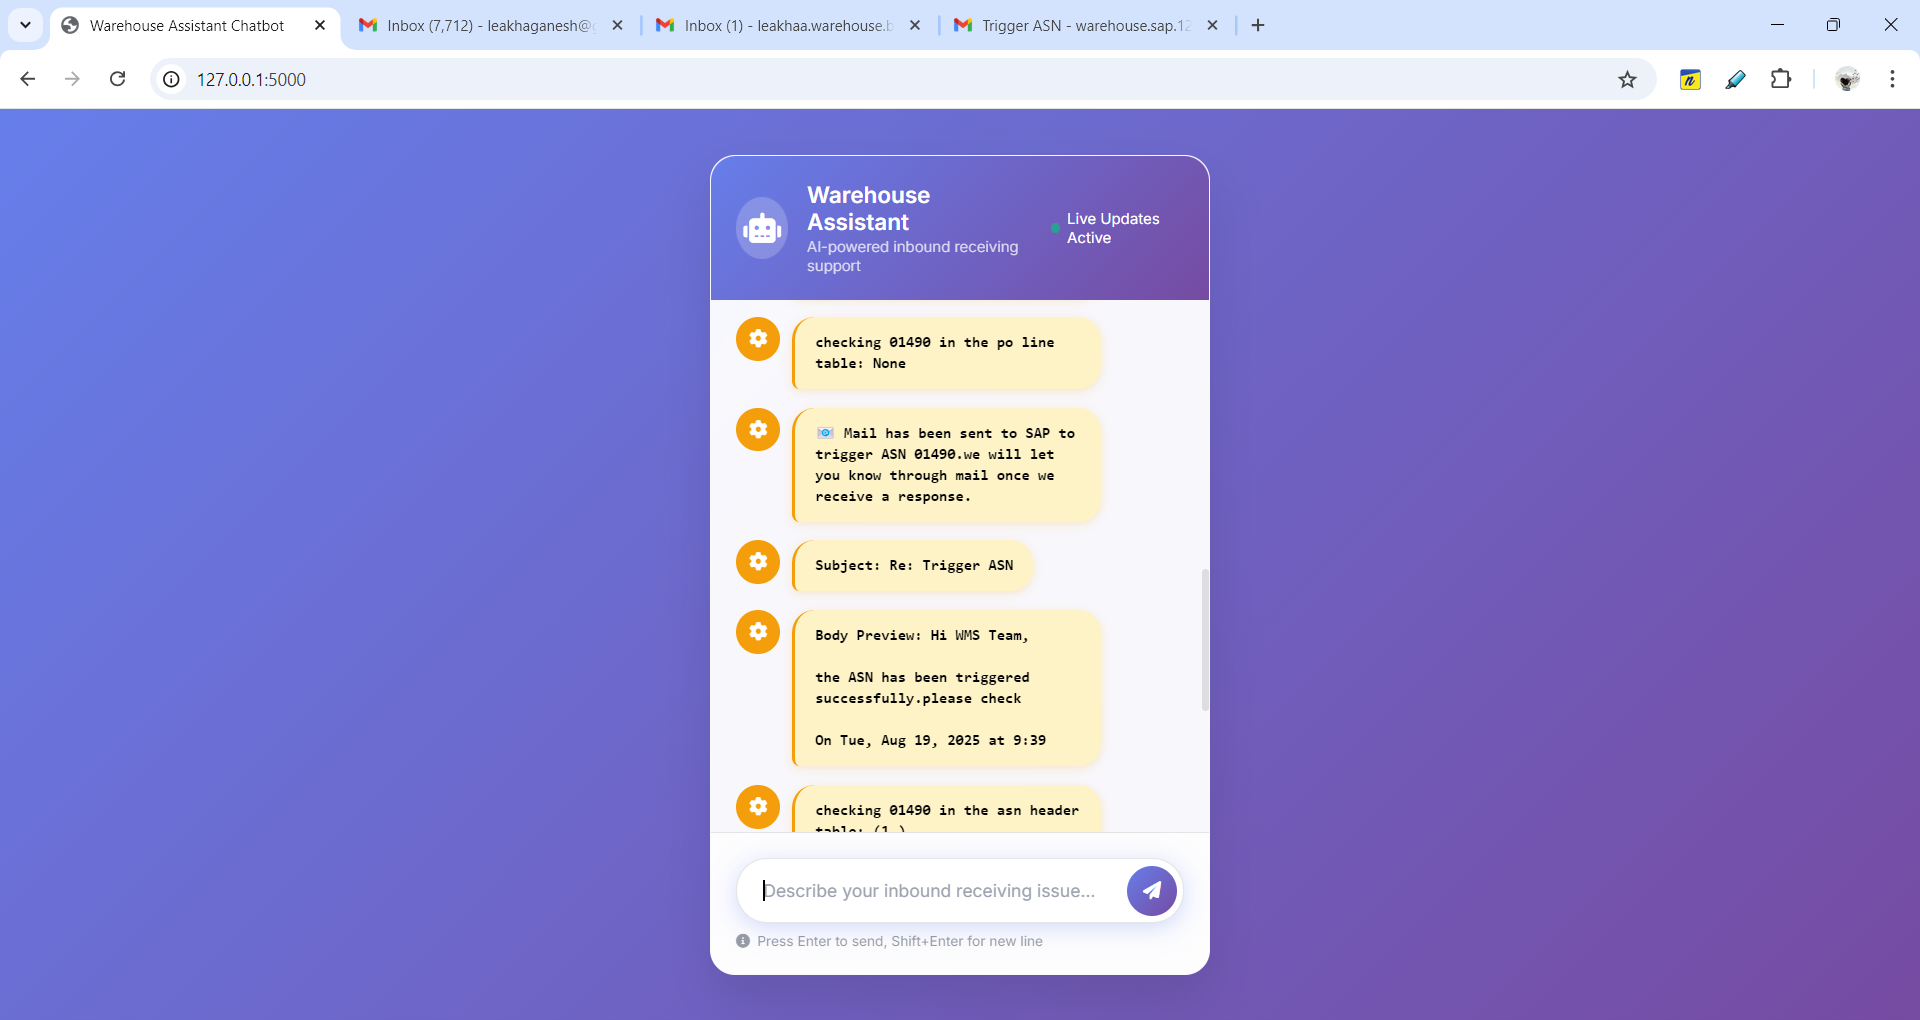 Warehouse Assistant Chatbot
Inbox (7,712) - leakhaganesh@
Inbox (1) - leakhaa.warehouse.b
Trigger ASN - warehouse.sap.12
127.0.0.1:5000
Warehouse
Assistant
AI-powered inbound receiving
support
Live Updates
Active
checking 01490 in the po line
table: None
📧 Mail has been sent to SAP to
trigger ASN 01490.we will let
you know through mail once we
receive a response.
Subject: Re: Trigger ASN
Body Preview: Hi WMS Team,
the ASN has been triggered
successfully.please check
On Tue, Aug 19, 2025 at 9:39
checking 01490 in the asn header
table: (1,)
Describe your inbound receiving issue...
Press Enter to send, Shift+Enter for new line